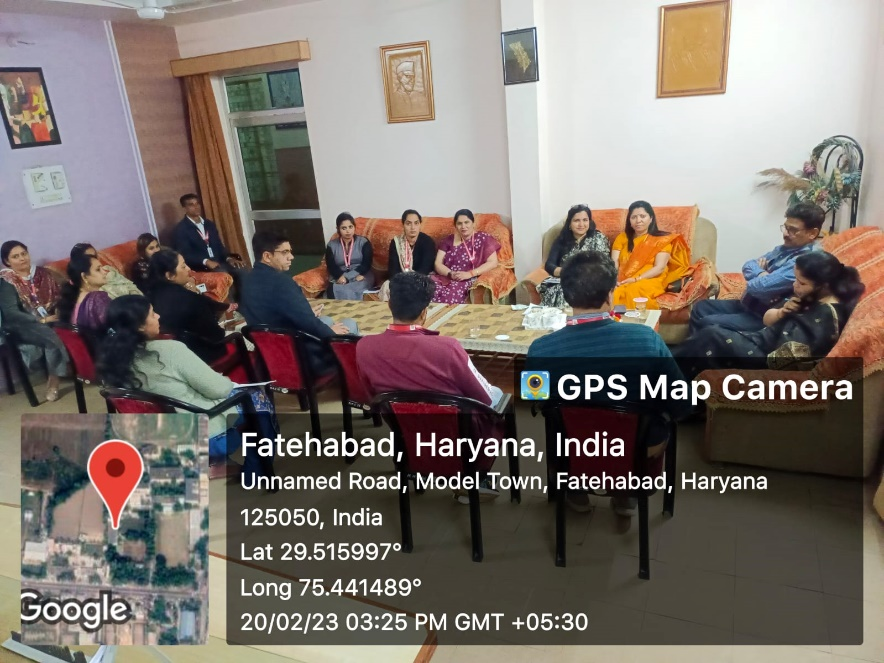 GPS Map Camera
Fatehabad, Haryana, India
Unnamed Road, Model Town, Fatehabad, Haryana
125050, India
Lat 29.515997°
Long 75.441489°
20/02/23 03:25 PM GMT +05:30
Google